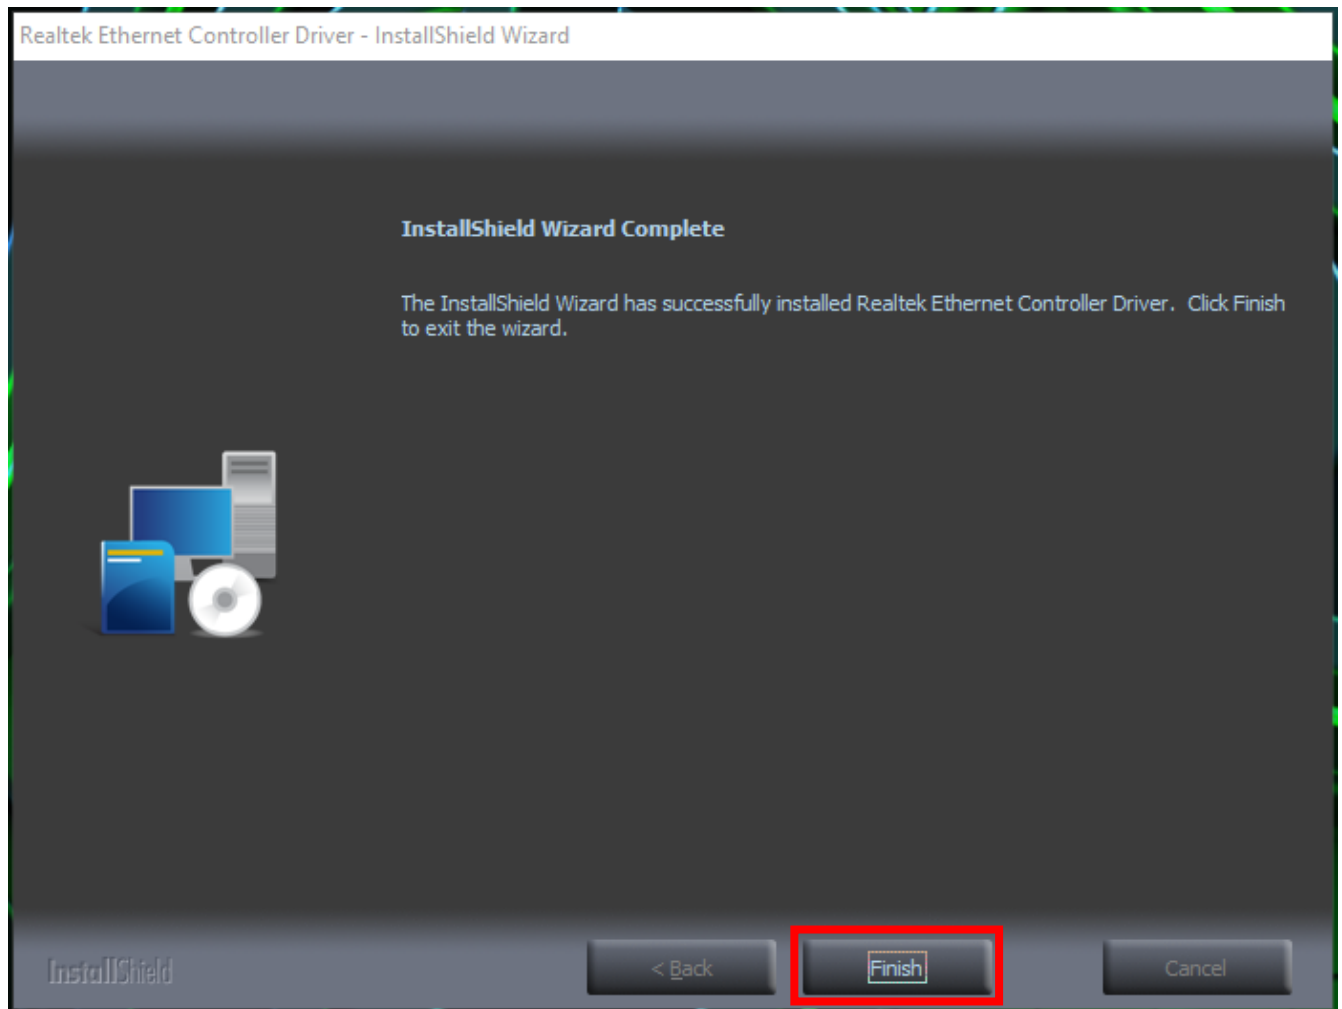 Realtek Ethernet Controller Driver - InstallShield Wizard
InstallShield Wizard Complete
The InstallShield Wizard has successfully installed Realtek Ethernet Controller Driver.  Click Finish
to exit the wizard.
InstallShield
< Back
Finish
Cancel